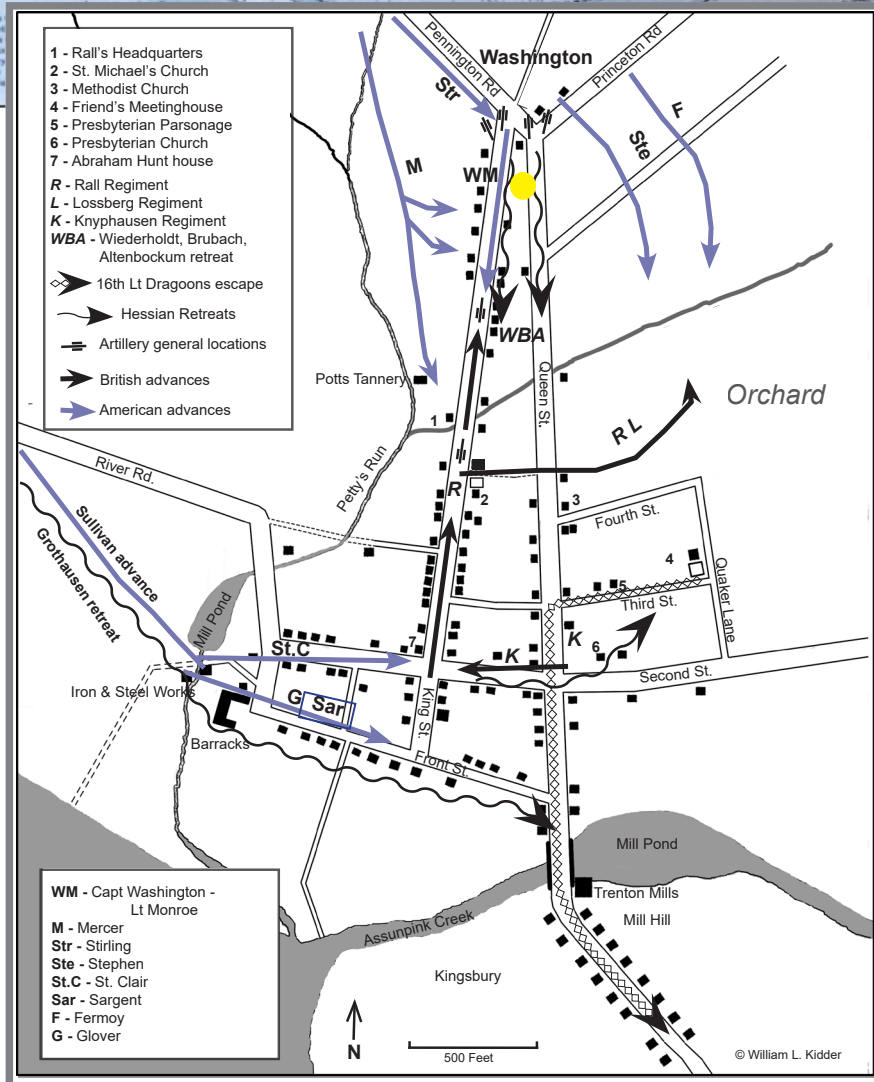 1 - Rall's Headquarters
2 - St. Michael's Church
3 - Methodist Church
4 - Friend's Meetinghouse
5 - Presbyterian Parsonage
6 - Presbyterian Church
7 - Abraham Hunt house
R - Rall Regiment
L - Lossberg Regiment
K - Knyphausen Regiment
WBA - Wiederholdt, Brubach,
Altenbockum retreat
16th Lt Dragoons escape
Hessian Retreats
Artillery general locations
British advances
American advances
Pennington Rd
Washington
Princeton Rd
Str
M
WM
F
Ste
WBA
Potts Tannery
Queen St.
Orchard
1
R L
River Rd.
Petty's Run
R
2
3
Fourth St.
Sullivan advance
Grothausen retreat
4
5
Quaker Lane
Mill Pond
Third St.
7
St.C
K
K
6
Second St.
Iron & Steel Works
G
Sar
King St.
Barracks
Front St.
Mill Pond
Trenton Mills
Mill Hill
Assunpink Creek
Kingsbury
WM - Capt Washington -
Lt Monroe
M - Mercer
Str - Stirling
Ste - Stephen
St.C - St. Clair
Sar - Sargent
F - Fermoy
G - Glover
N
500 Feet
© William L. Kidder